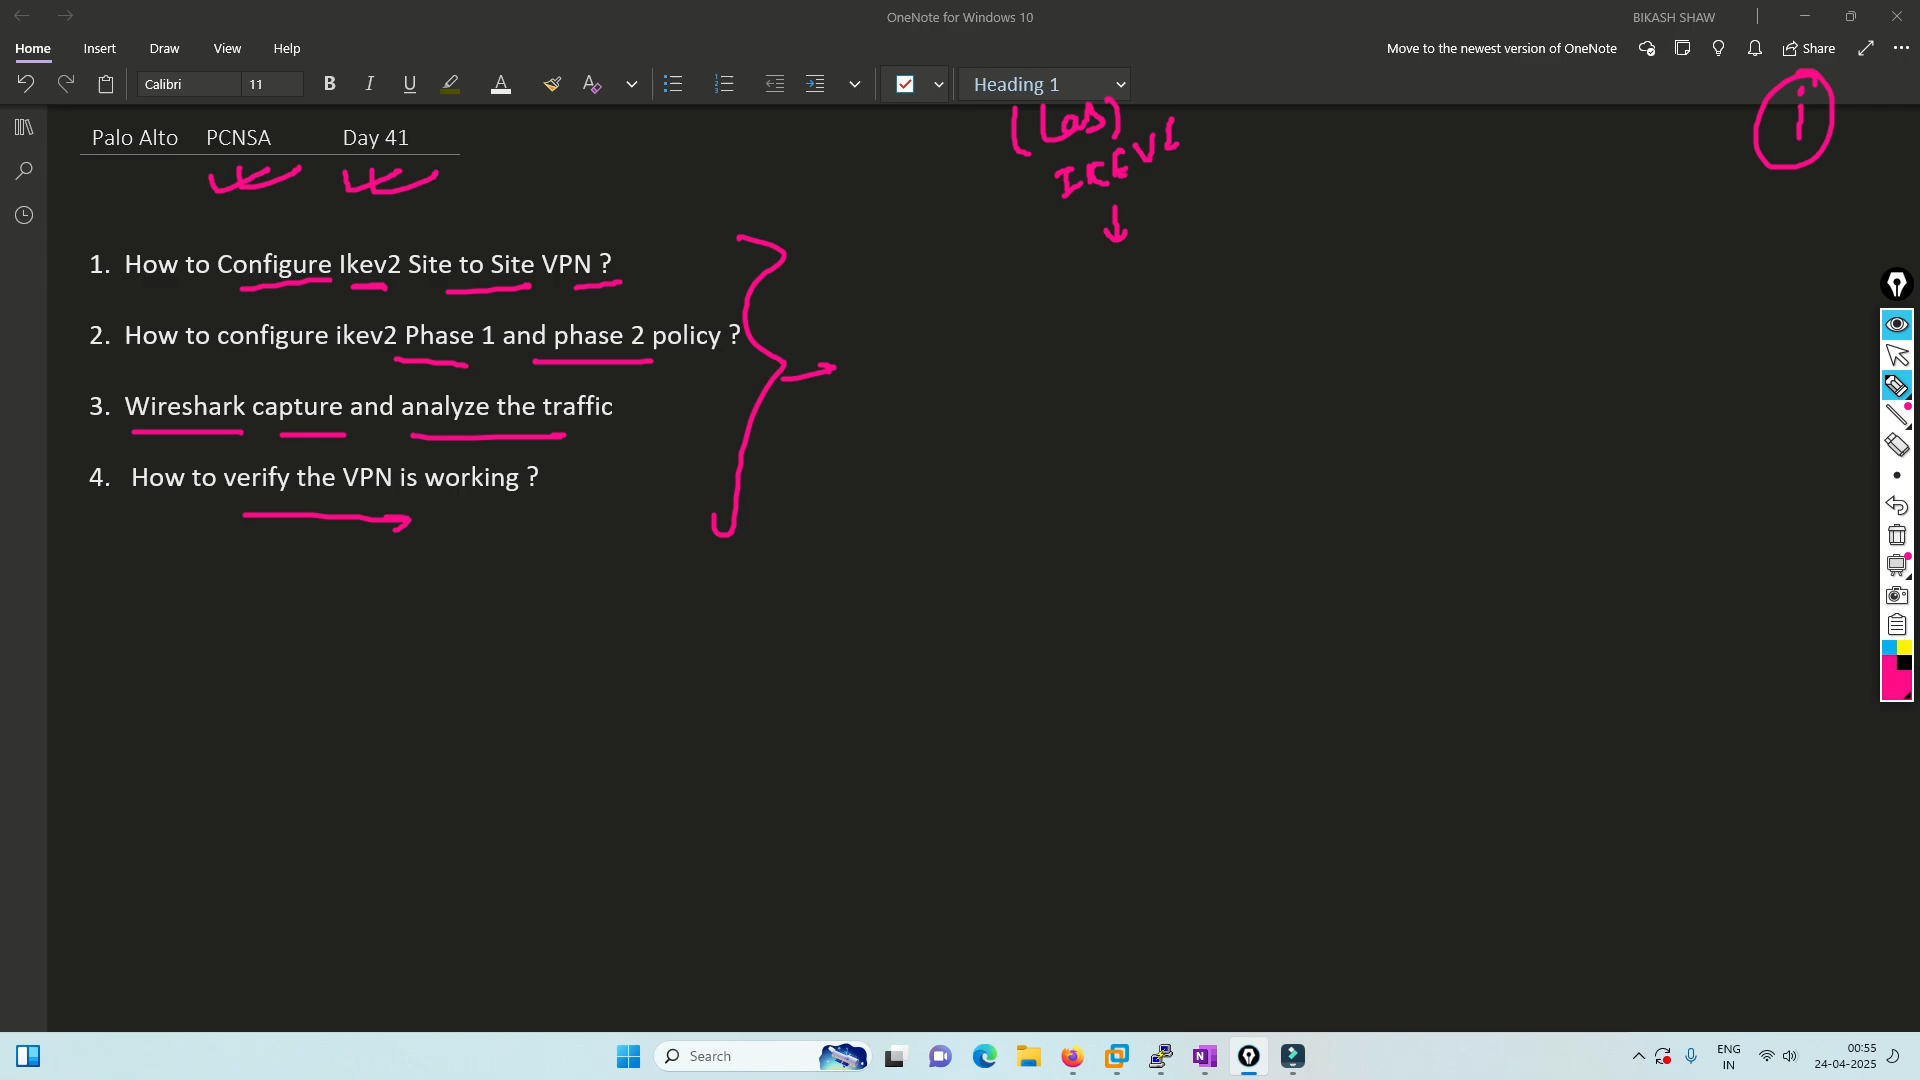 OneNote for Windows 10
BIKASH SHAW
Home Insert Draw View Help
Move to the newest version of OneNote
Share
Calibri 11 B I U A A Heading 1
Palo Alto PCNSA Day 41
(Las)
i
1. How to Configure Ikev2 Site to Site VPN ?
2. How to configure ikev2 Phase 1 and phase 2 policy ?
3. Wireshark capture and analyze the traffic
4. How to verify the VPN is working ?
Search
ENG
IN
00:55
24-04-2025